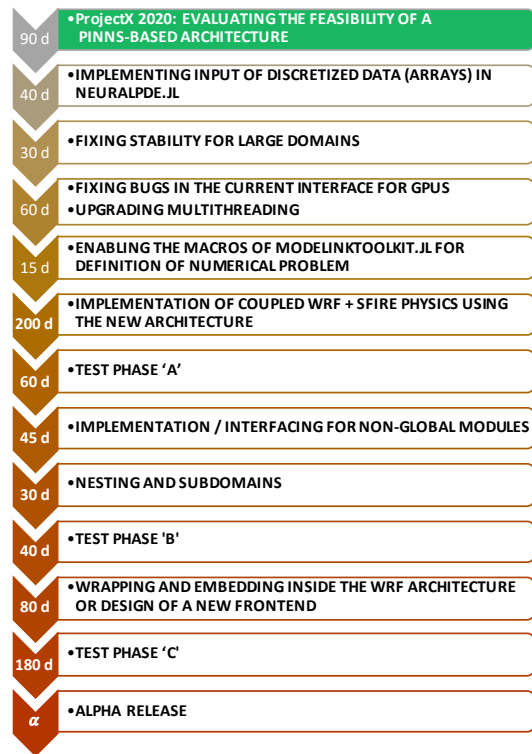 90 d
•ProjectX 2020: EVALUATING THE FEASIBILITY OF A
PINNS-BASED ARCHITECTURE
40 d
•IMPLEMENTING INPUT OF DISCRETIZED DATA (ARRAYS) IN
NEURALPDE.JL
30 d
•FIXING STABILITY FOR LARGE DOMAINS
60 d
•FIXING BUGS IN THE CURRENT INTERFACE FOR GPUS
•UPGRADING MULTITHREADING
15 d
•ENABLING THE MACROS OF MODELINKTOOLKIT.JL FOR
DEFINITION OF NUMERICAL PROBLEM
200 d
•IMPLEMENTATION OF COUPLED WRF + SFIRE PHYSICS USING
THE NEW ARCHITECTURE
60 d
•TEST PHASE ‘A’
45 d
•IMPLEMENTATION / INTERFACING FOR NON-GLOBAL MODULES
30 d
•NESTING AND SUBDOMAINS
40 d
•TEST PHASE 'B'
80 d
•WRAPPING AND EMBEDDING INSIDE THE WRF ARCHITECTURE
OR DESIGN OF A NEW FRONTEND
180 d
•TEST PHASE ‘C'
α
•ALPHA RELEASE